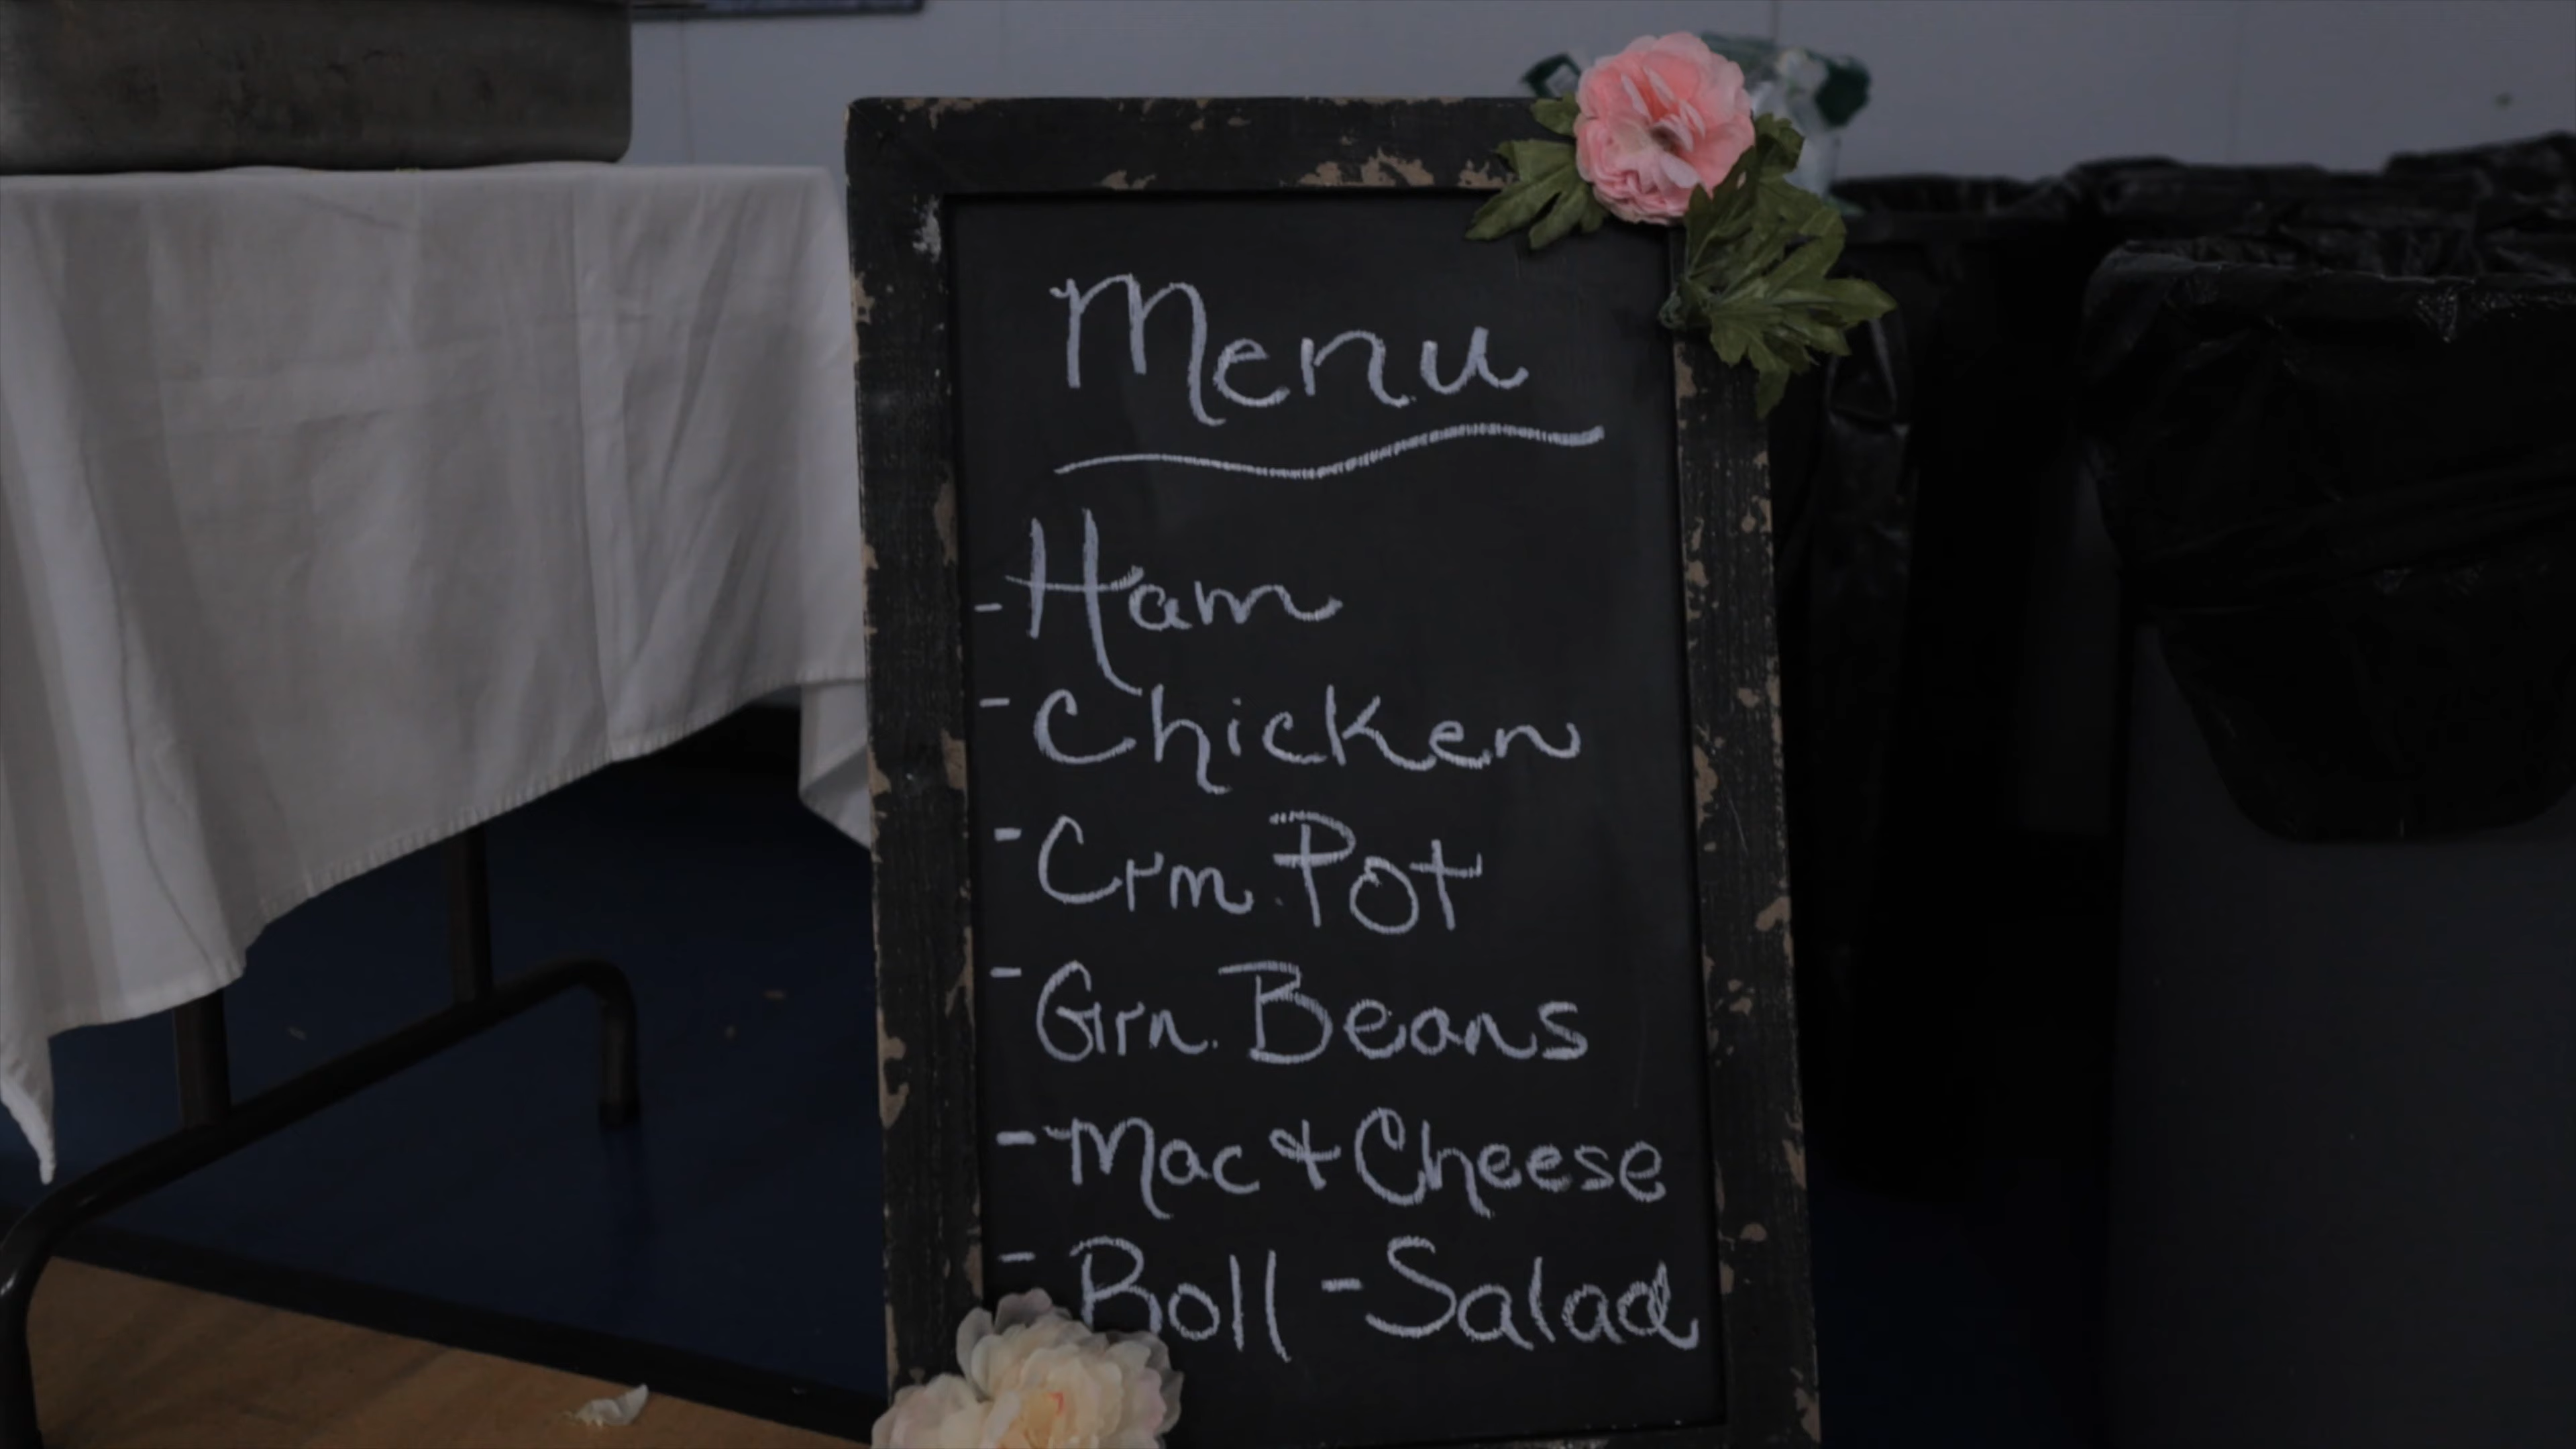 Menu
- Ham
- Chicken
- Crm. Pot
- Grn. Beans
- Mac & Cheese
- Roll - Salad